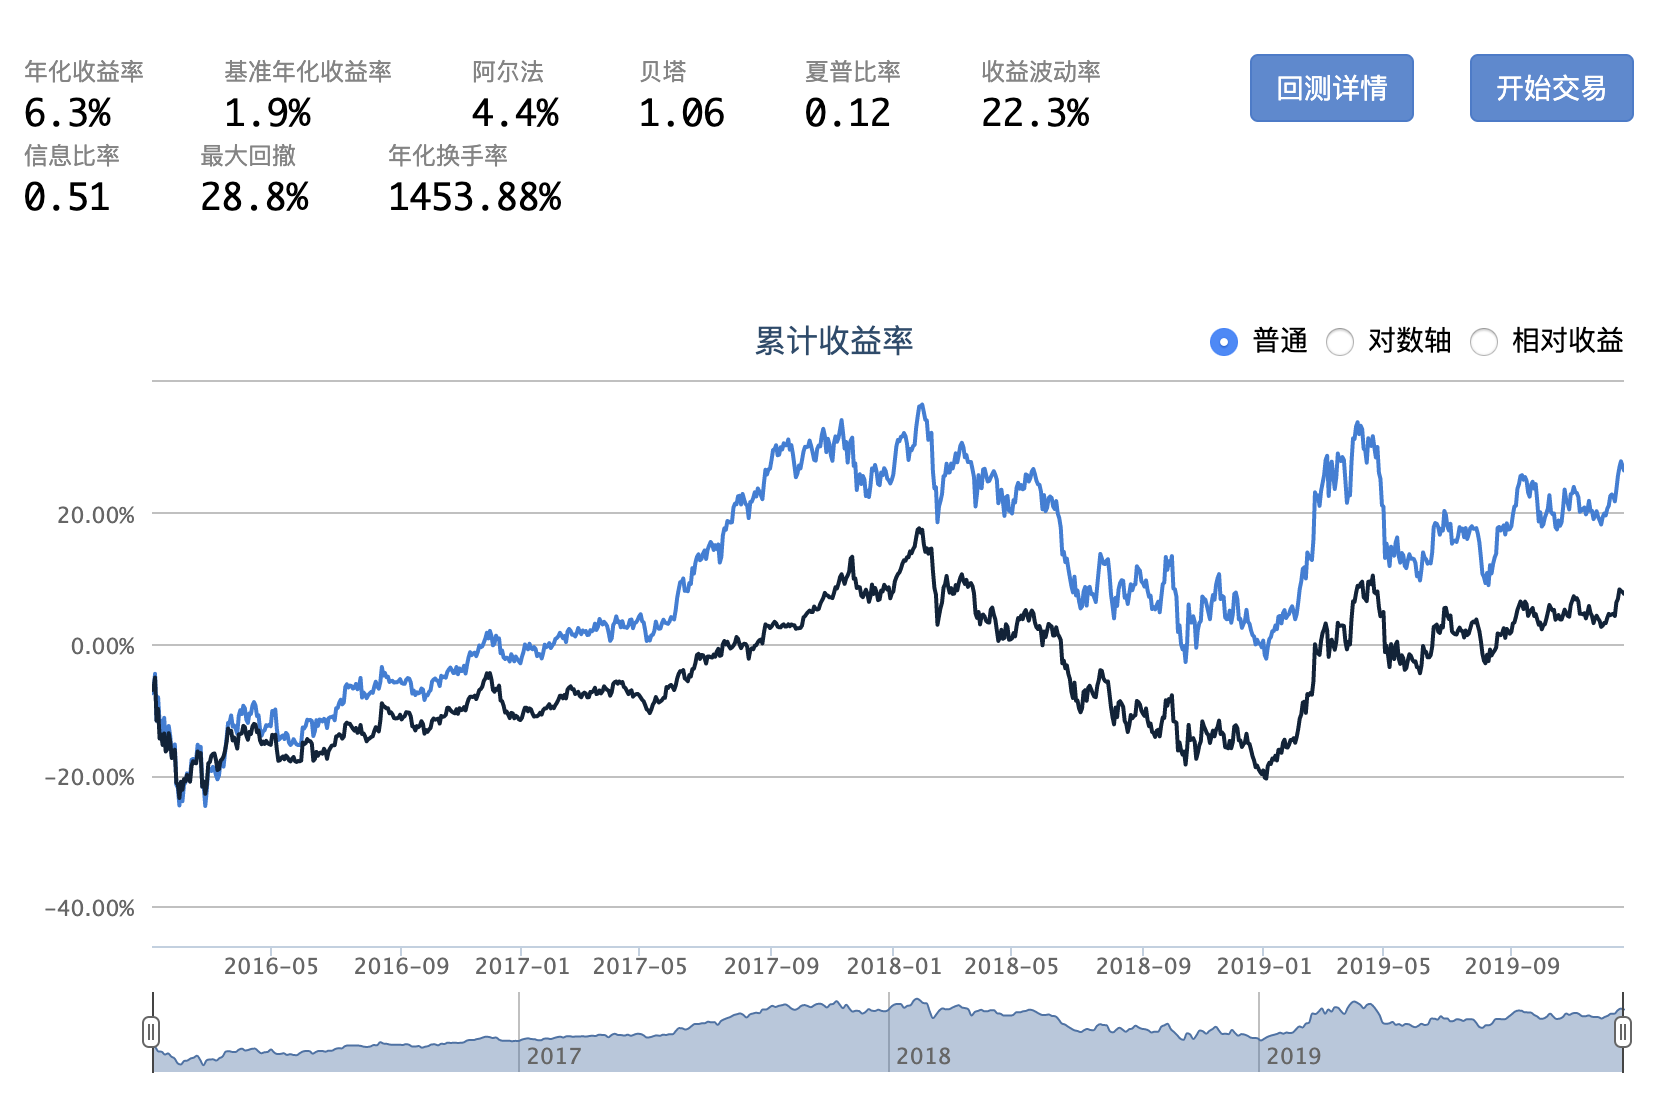 年化收益率 基准年化收益率 阿尔法 贝塔 夏普比率 收益波动率
6.3% 1.9% 4.4% 1.06 0.12 22.3%
回测详情 开始交易
信息比率 最大回撤 年化换手率
0.51 28.8% 1453.88%
累计收益率
普通 对数轴 相对收益
20.00%
0.00%
-20.00%
-40.00%
2016-05 2016-09 2017-01 2017-05 2017-09 2018-01 2018-05 2018-09 2019-01 2019-05 2019-09
2017 2018 2019